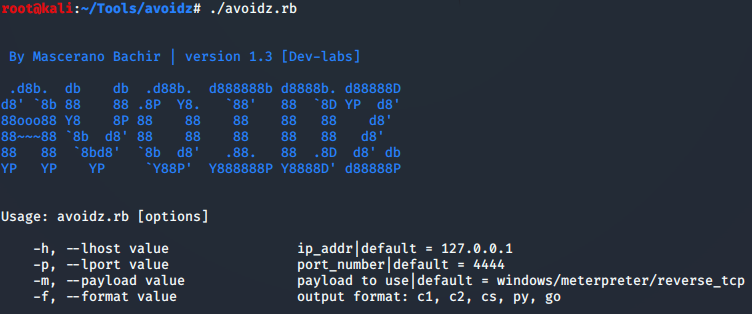 root@kali:~/Tools/avoidz# ./avoidz.rb
By Mascerano Bachir | version 1.3 [Dev-labs]
 .d8b.  db    db  .d88b.  d888888b d8888b. d88888D
d8' `8b 88    88 .8P  Y8.   `88'   88  `8D YP  d8'
88ooo88 Y8    8P 88    88    88    88   88    d8'
88~~~88 `8b  d8' 88    88    88    88   88   d8'
88   88  `8bd8'  `8b  d8'   .88.   88  .8D  d8' db
YP   YP    YP     `Y88P'  Y888888P Y8888D' d88888P
Usage: avoidz.rb [options]
    -h, --lhost value                ip_addr|default = 127.0.0.1
    -p, --lport value                port_number|default = 4444
    -m, --payload value              payload to use|default = windows/meterpreter/reverse_tcp
    -f, --format value               output format: c1, c2, cs, py, go